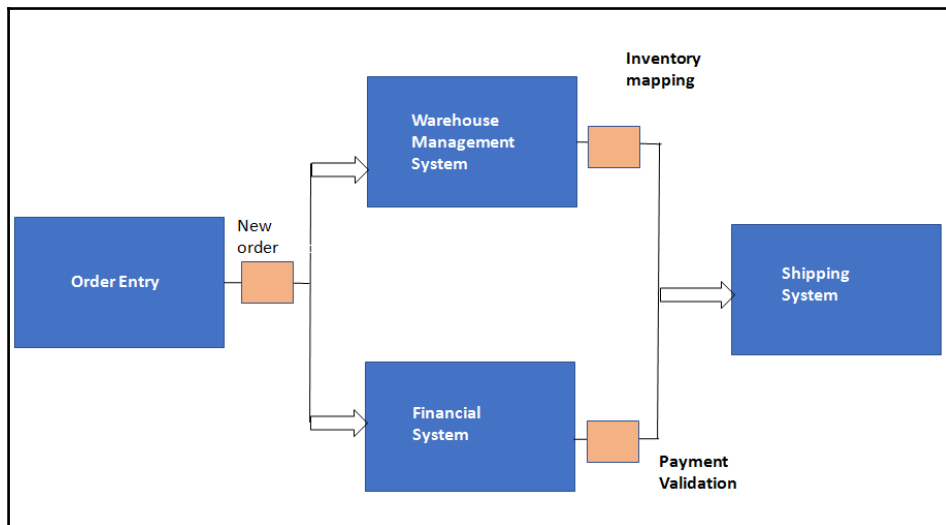 Inventory
mapping
Warehouse
Management
System
New
order
Order Entry
Shipping
System
Financial
System
Payment
Validation